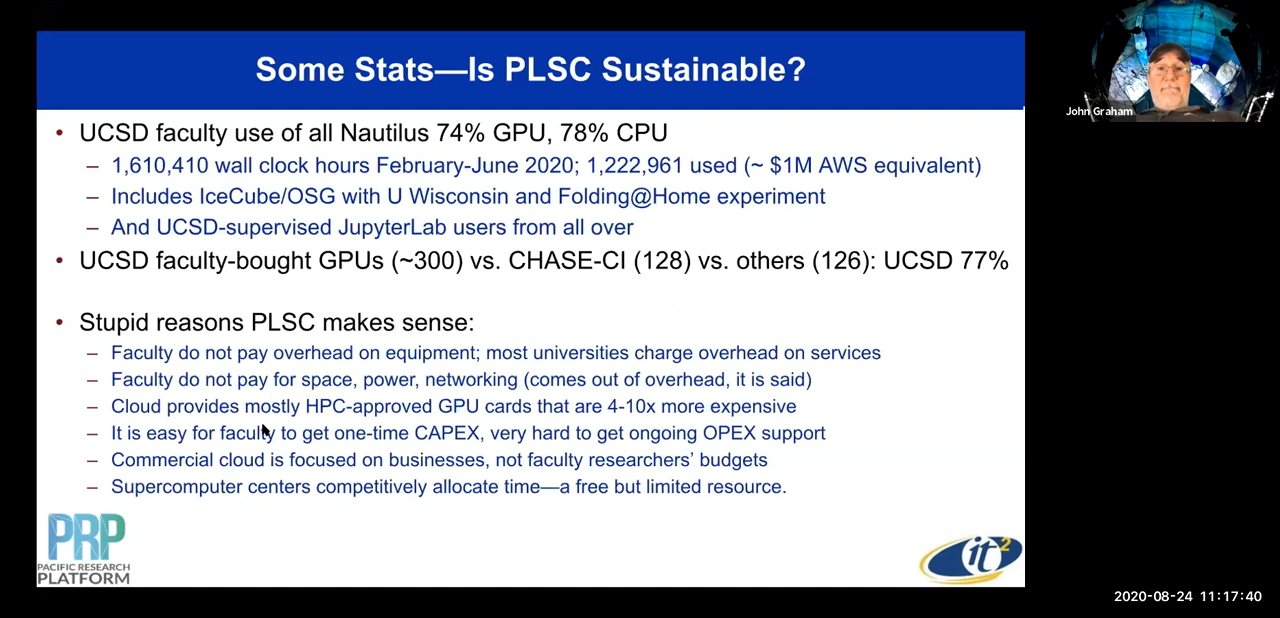 Some Stats—Is PLSC Sustainable?
John Graham
• UCSD faculty use of all Nautilus 74% GPU, 78% CPU
– 1,610,410 wall clock hours February-June 2020; 1,222,961 used (~ $1M AWS equivalent)
– Includes IceCube/OSG with U Wisconsin and Folding@Home experiment
– And UCSD-supervised JupyterLab users from all over
• UCSD faculty-bought GPUs (~300) vs. CHASE-CI (128) vs. others (126): UCSD 77%
• Stupid reasons PLSC makes sense:
– Faculty do not pay overhead on equipment; most universities charge overhead on services
– Faculty do not pay for space, power, networking (comes out of overhead, it is said)
– Cloud provides mostly HPC-approved GPU cards that are 4-10x more expensive
– It is easy for faculty to get one-time CAPEX, very hard to get ongoing OPEX support
– Commercial cloud is focused on businesses, not faculty researchers’ budgets
– Supercomputer centers competitively allocate time—a free but limited resource.
PRP
PACIFIC RESEARCH
PLATFORM
it2
2020-08-24 11:17:40